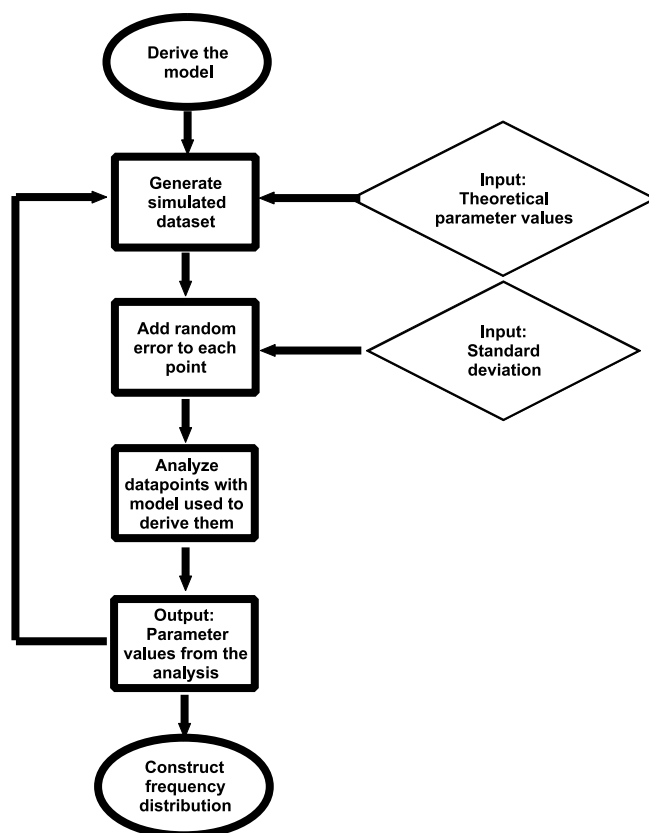 Derive the
model
Generate
simulated
dataset
Input:
Theoretical
parameter values
Add random
error to each
point
Input:
Standard
deviation
Analyze
datapoints with
model used to
derive them
Output:
Parameter
values from the
analysis
Construct
frequency
distribution